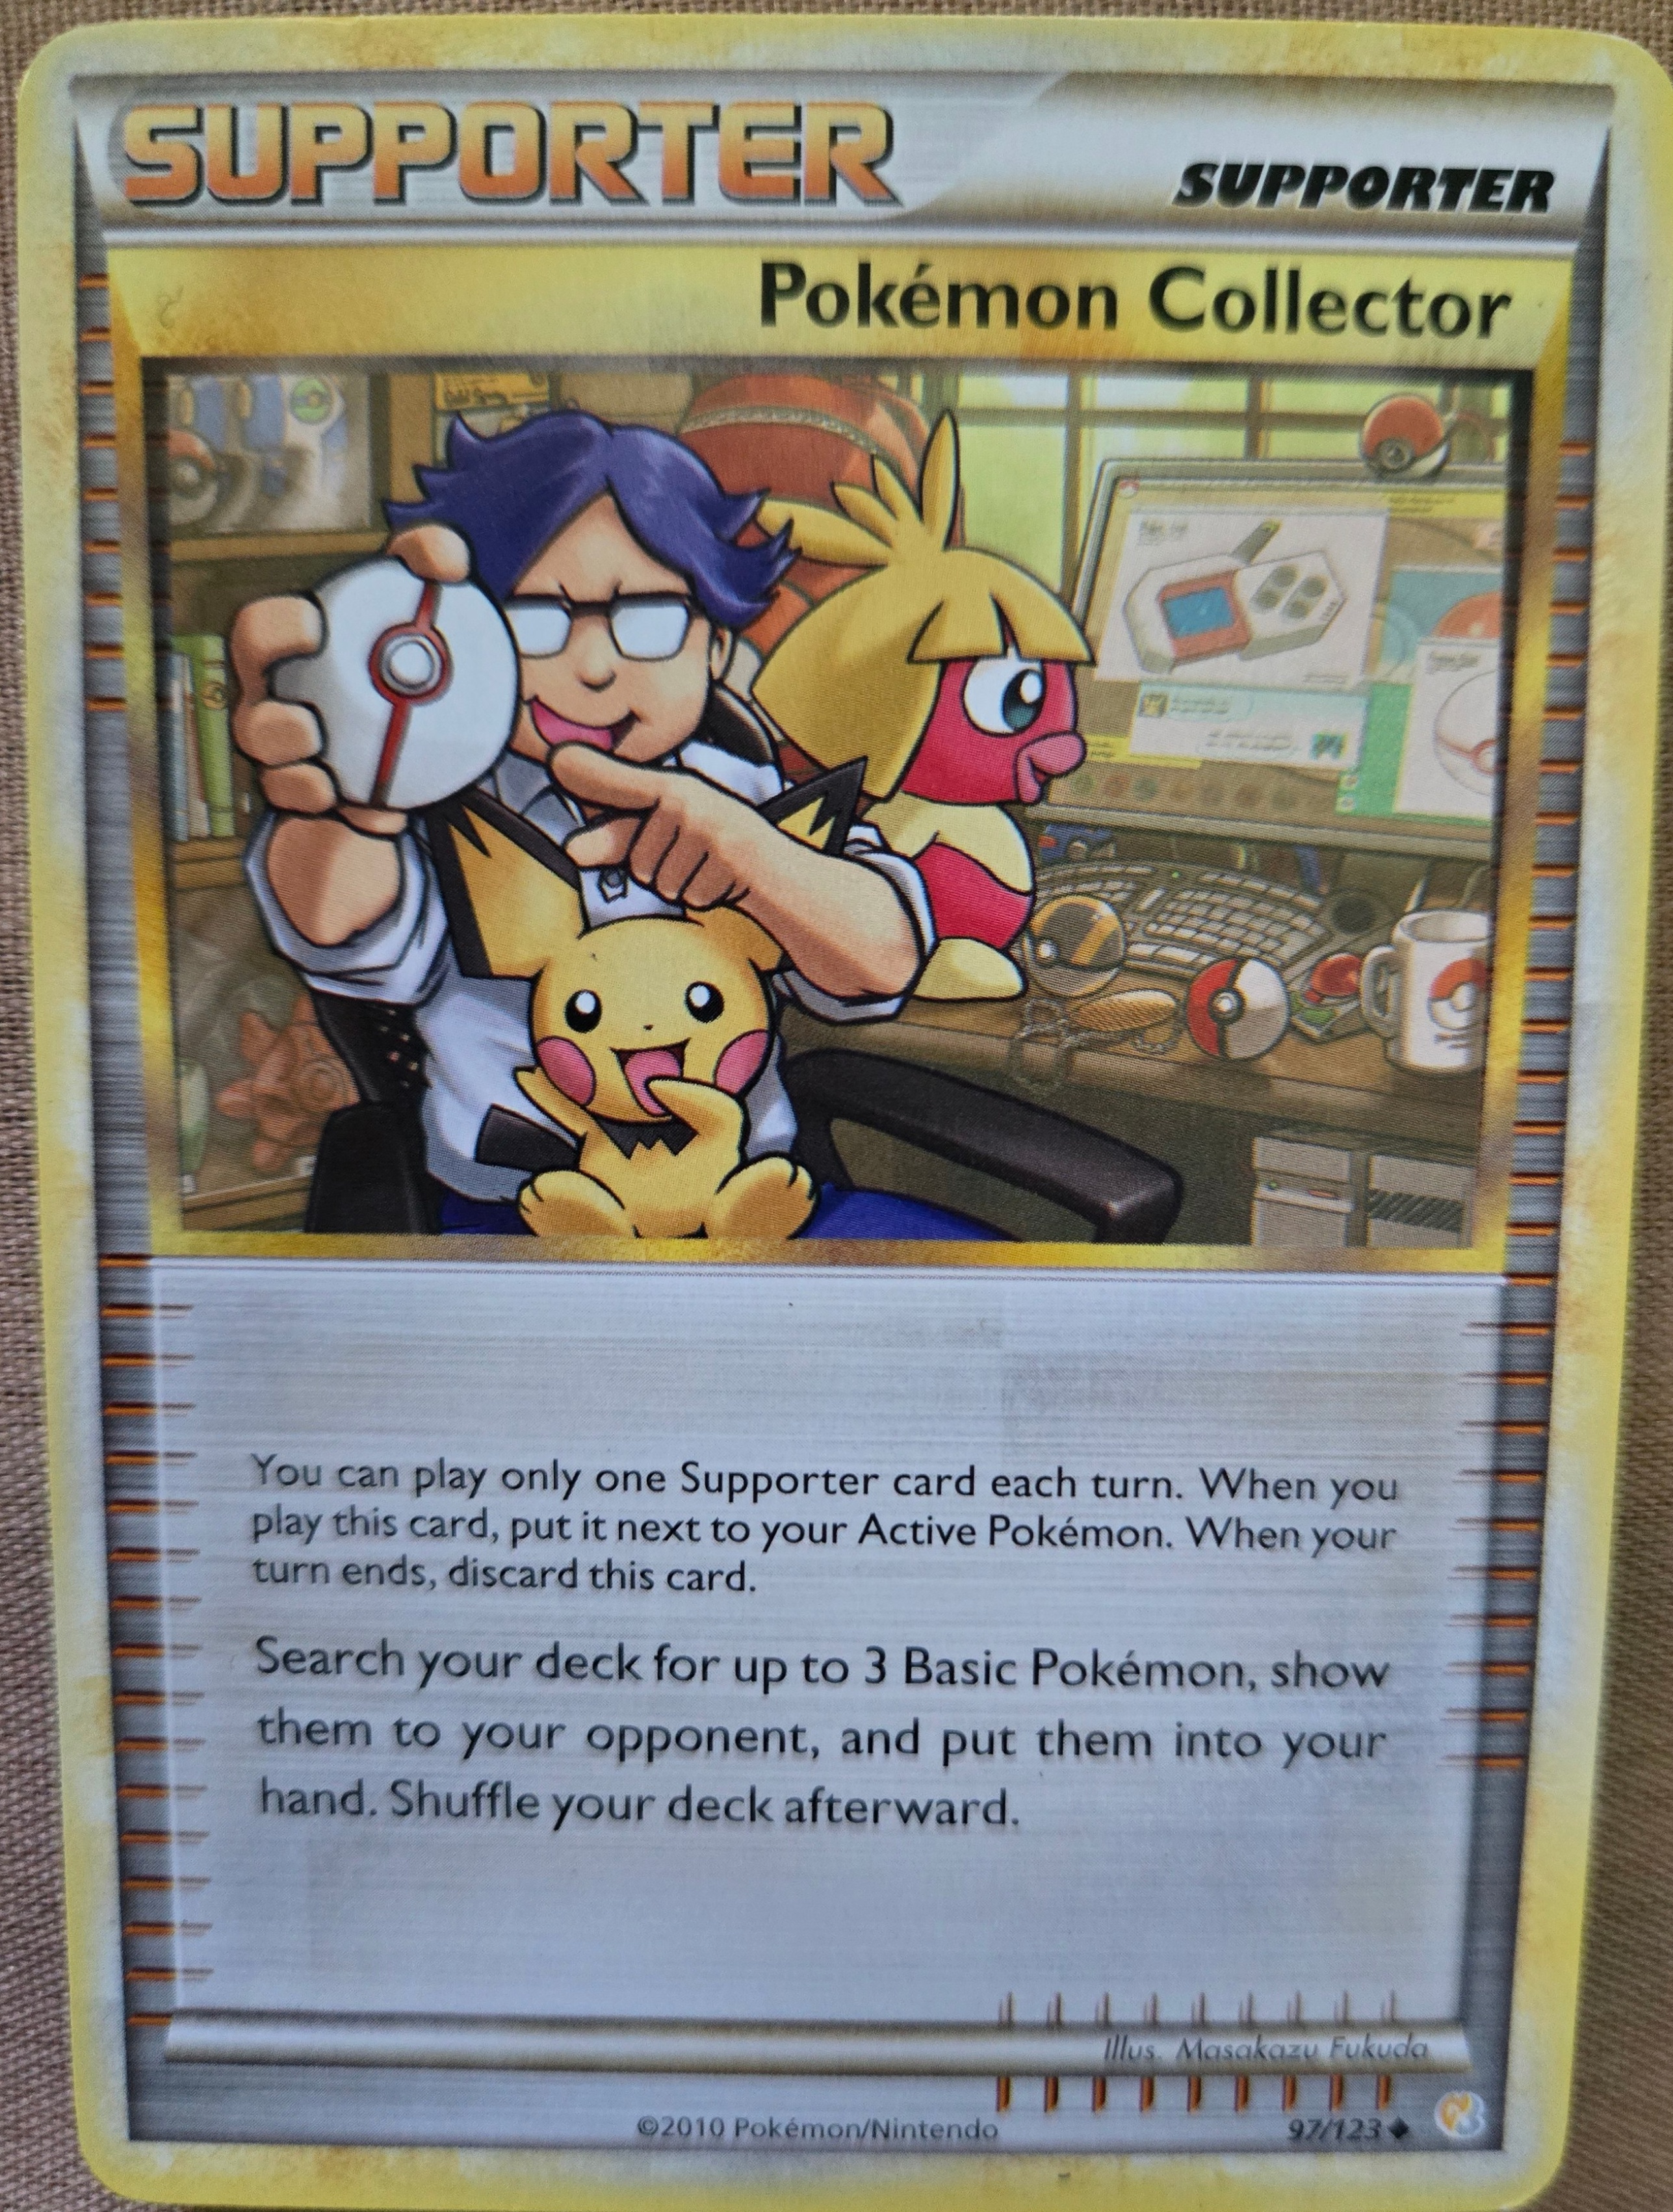 SUPPORTER
SUPPORTER
Pokémon Collector
You can play only one Supporter card each turn. When you
play this card, put it next to your Active Pokémon. When your
turn ends, discard this card.
Search your deck for up to 3 Basic Pokémon, show
them to your opponent, and put them into your
hand. Shuffle your deck afterward.
Illus. Masakazu Fukuda
©2010 Pokémon/Nintendo
97/123